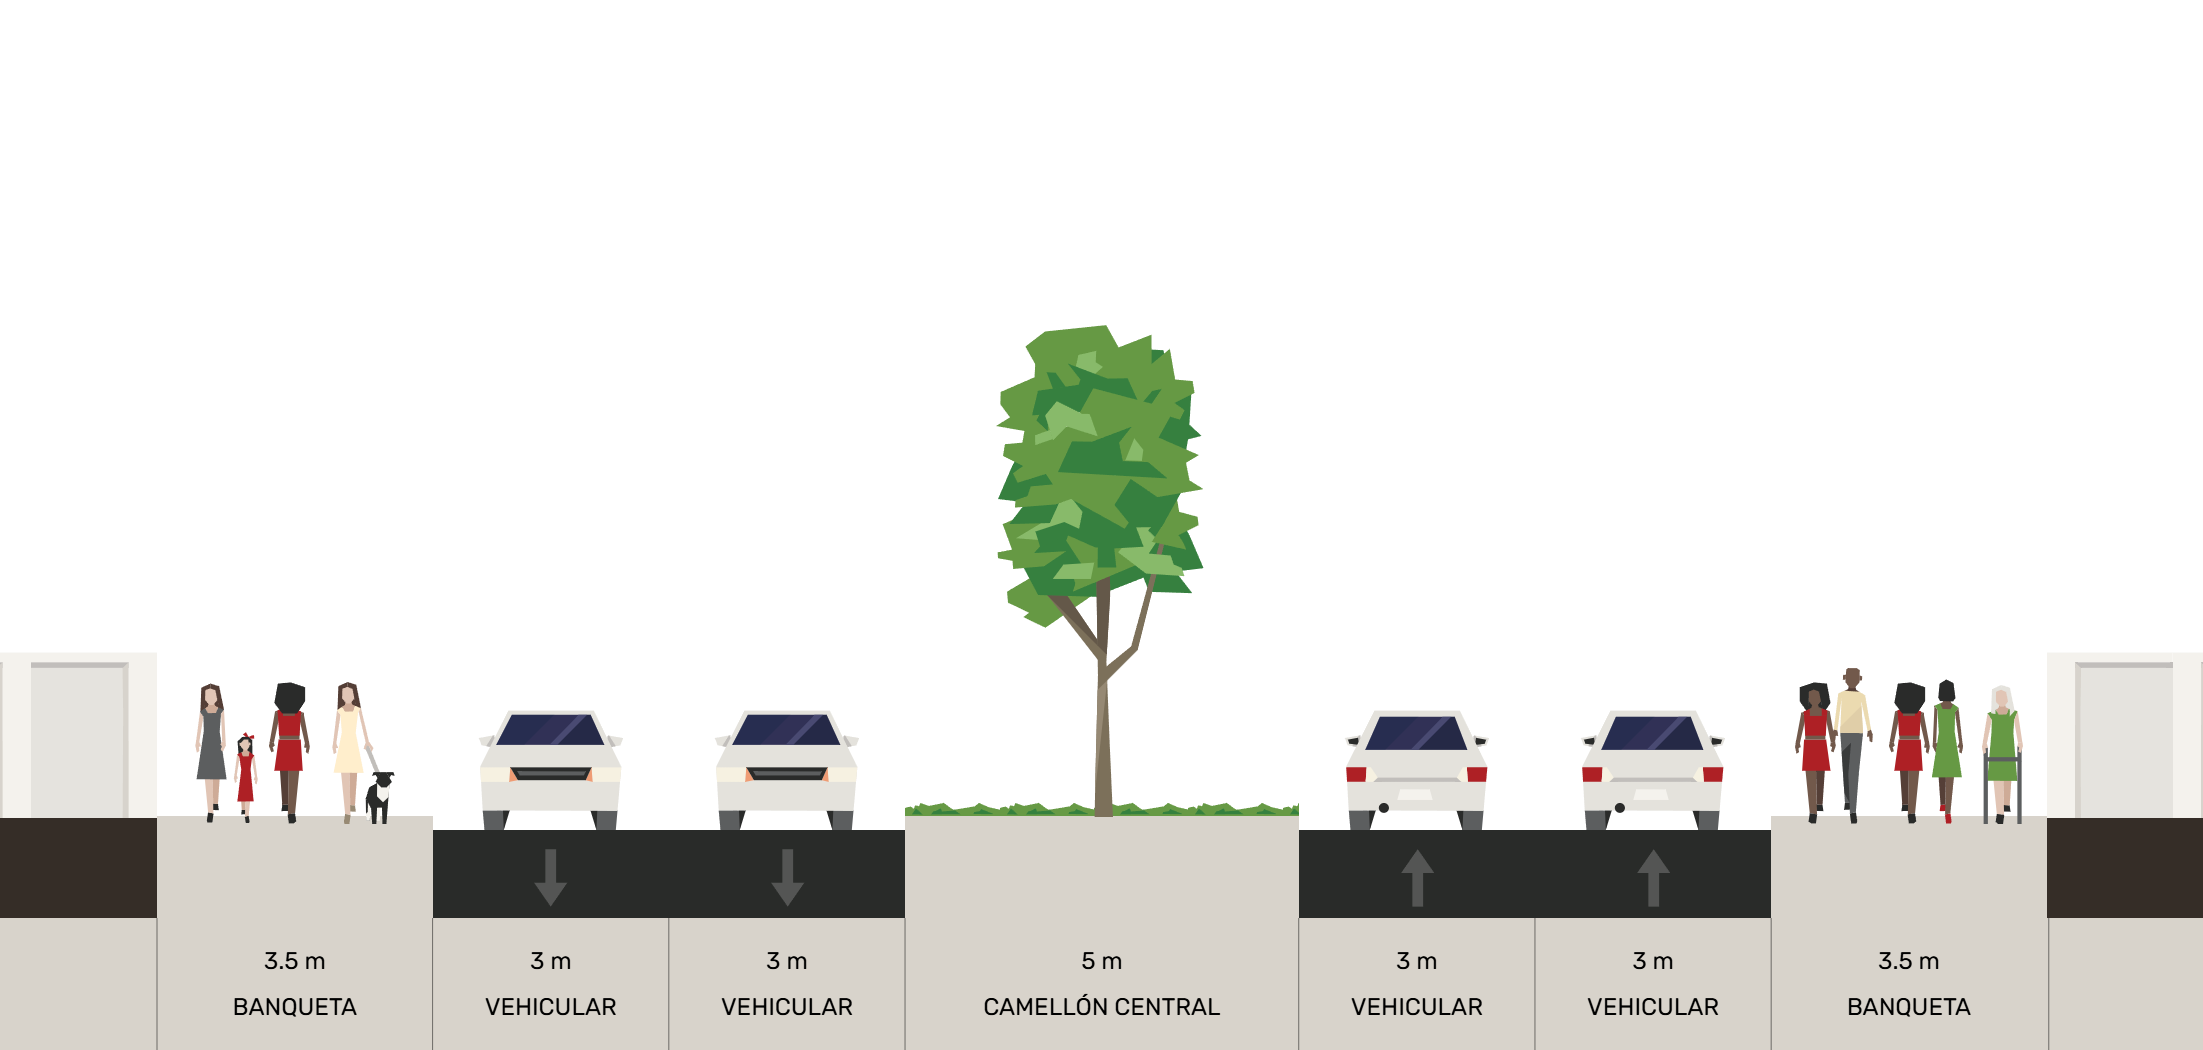 3.5 m
BANQUETA
3 m
VEHICULAR
3 m
VEHICULAR
5 m
CAMELLÓN CENTRAL
3 m
VEHICULAR
3 m
VEHICULAR
3.5 m
BANQUETA